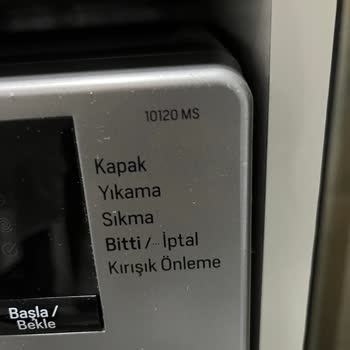 10120 MS
Kapak
Yıkama
Sıkma
Bitti / İptal
Kırışık Önleme
Başla /
Bekle